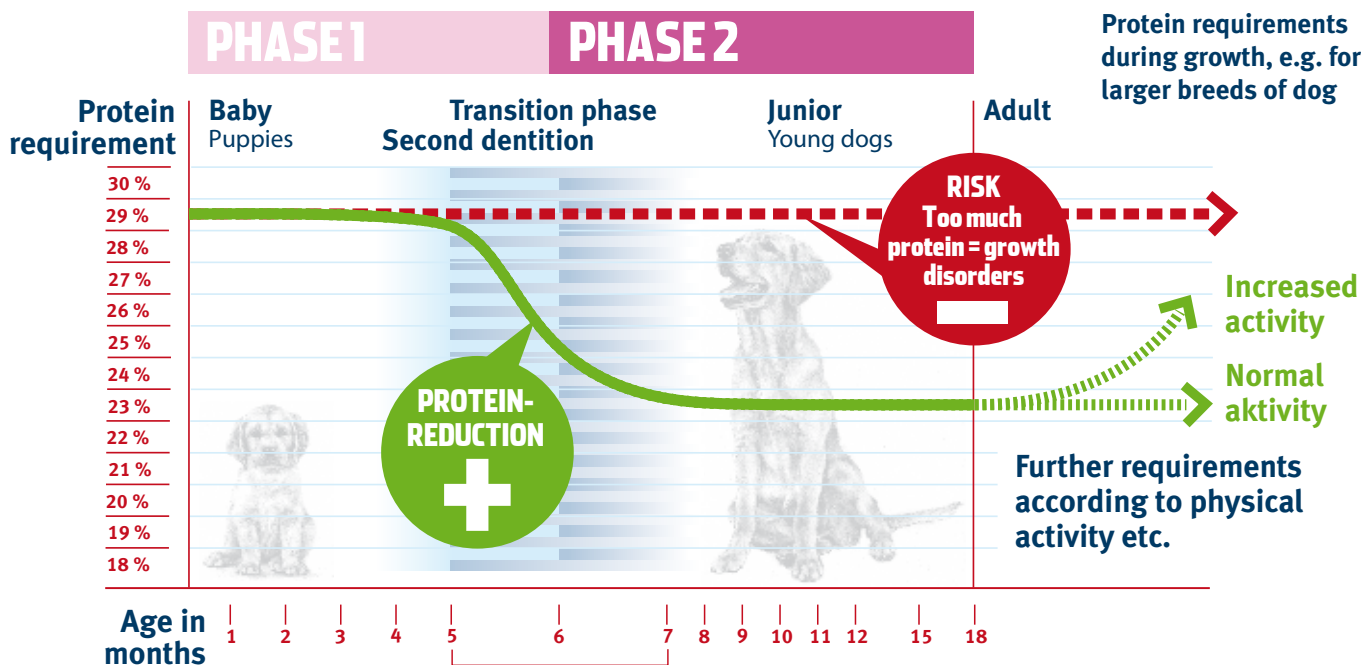 PHASE 1
PHASE 2
Protein requirements
during growth, e.g. for
larger breeds of dog
Protein
requirement
Baby
Puppies
Transition phase
Second dentition
Junior
Young dogs
Adult
30 %
29 %
28 %
27 %
26 %
25 %
24 %
23 %
22 %
21 %
20 %
19 %
18 %
RISK
Too much
protein = growth
disorders
PROTEIN-
REDUCTION
Increased
activity
Normal
aktivity
Further requirements
according to physical
activity etc.
Age in
months
1 2 3 4 5 6 7 8 9 10 11 12 15 18